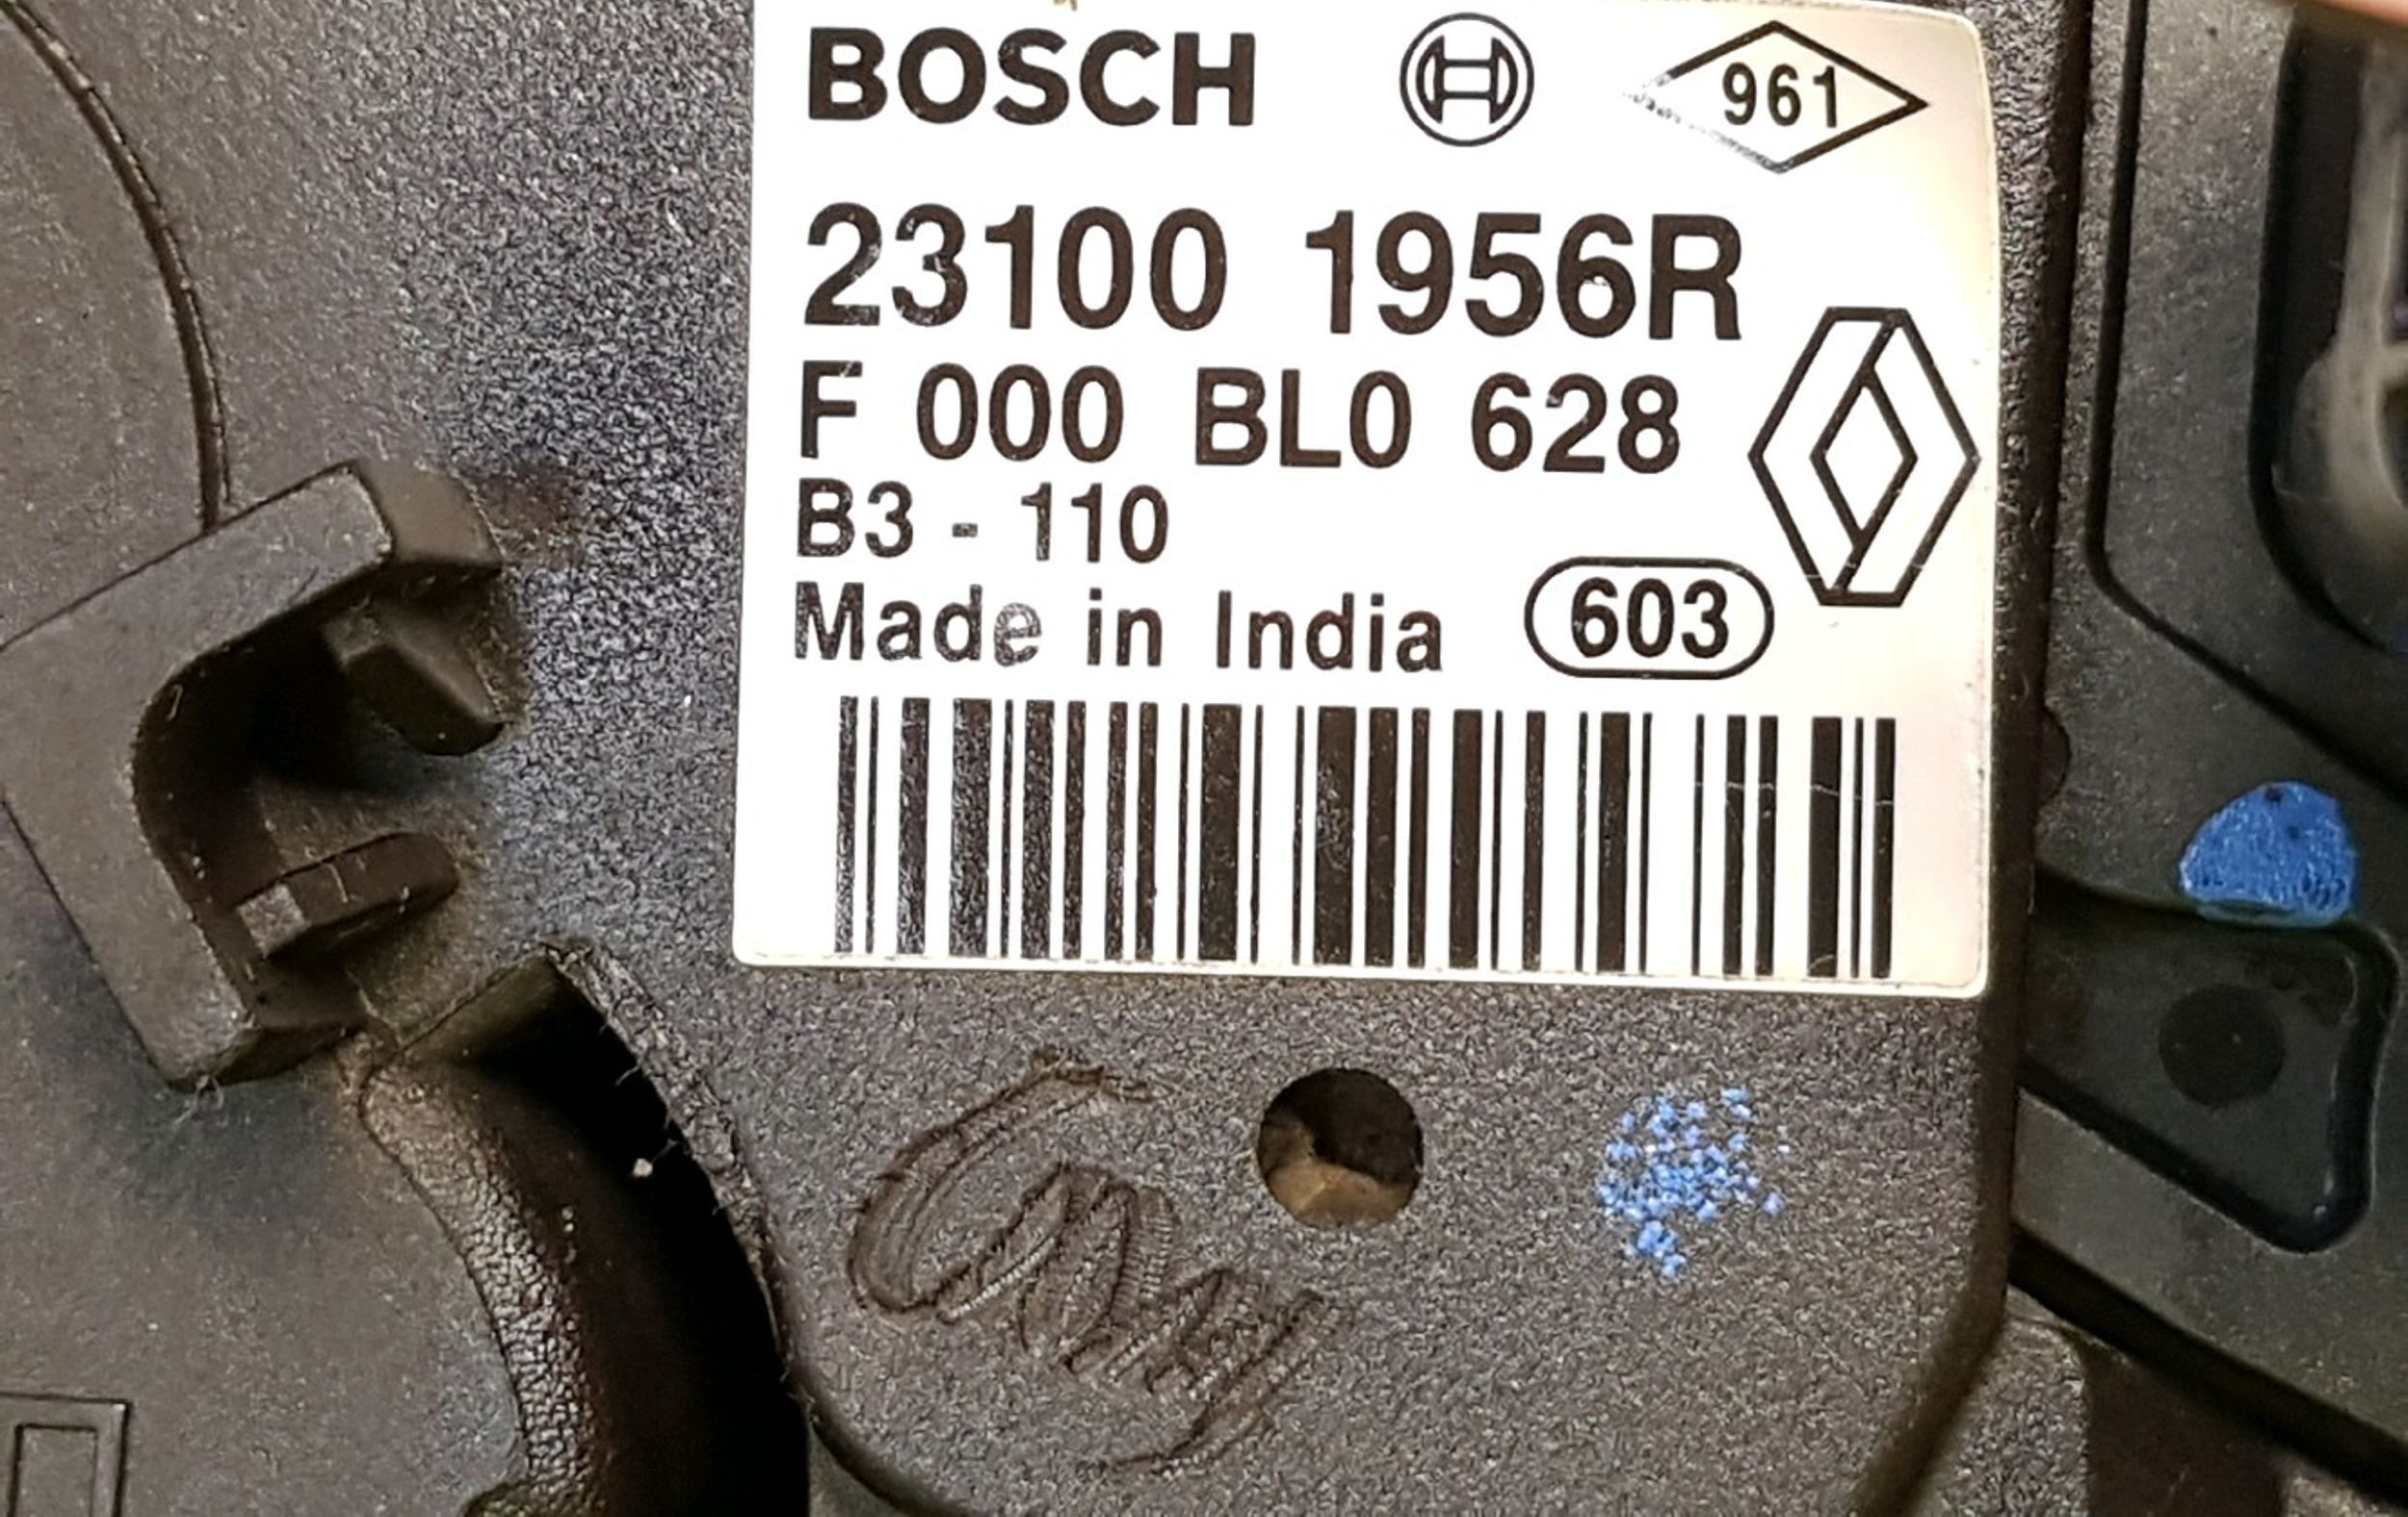 BOSCH 961
23100 1956R
F 000 BL0 628
B3 - 110
Made in India 603